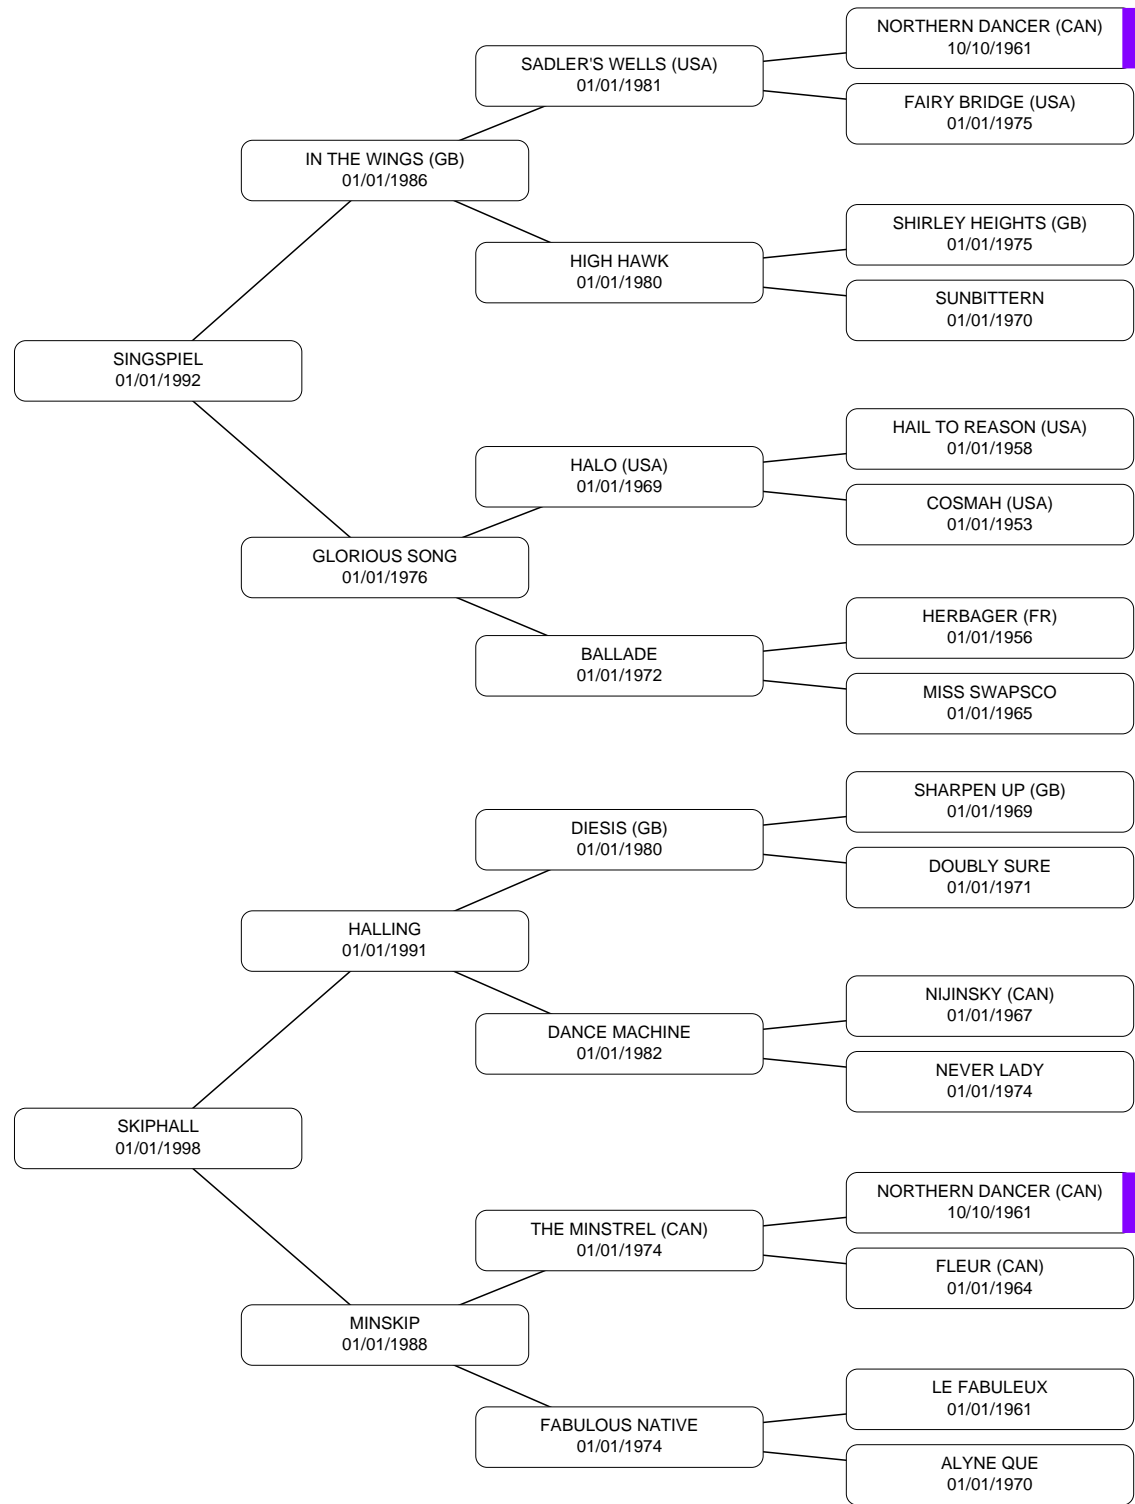 NORTHERN DANCER (CAN)
10/10/1961
SADLER'S WELLS (USA)
01/01/1981
FAIRY BRIDGE (USA)
01/01/1975
IN THE WINGS (GB)
01/01/1986
SHIRLEY HEIGHTS (GB)
01/01/1975
HIGH HAWK
01/01/1980
SUNBITTERN
01/01/1970
SINGSPIEL
01/01/1992
HAIL TO REASON (USA)
01/01/1958
HALO (USA)
01/01/1969
COSMAH (USA)
01/01/1953
GLORIOUS SONG
01/01/1976
HERBAGER (FR)
01/01/1956
BALLADE
01/01/1972
MISS SWAPSCO
01/01/1965
SHARPEN UP (GB)
01/01/1969
DIESIS (GB)
01/01/1980
DOUBLY SURE
01/01/1971
HALLING
01/01/1991
NIJINSKY (CAN)
01/01/1967
DANCE MACHINE
01/01/1982
NEVER LADY
01/01/1974
SKIPHALL
01/01/1998
NORTHERN DANCER (CAN)
10/10/1961
THE MINSTREL (CAN)
01/01/1974
FLEUR (CAN)
01/01/1964
MINSKIP
01/01/1988
LE FABULEUX
01/01/1961
FABULOUS NATIVE
01/01/1974
ALYNE QUE
01/01/1970